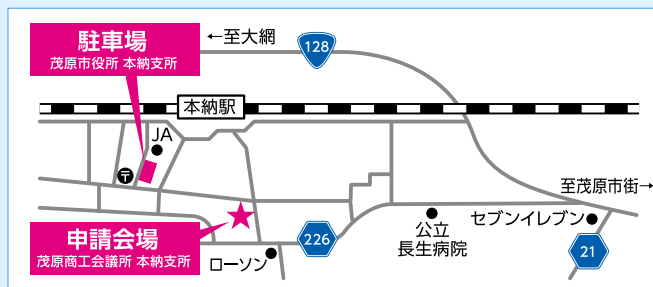 駐車場
茂原市役所 本納支所
←至大網
128
本納駅
JA
〒
至茂原市街→
申請会場
茂原商工会議所 本納支所
ローソン
226
公立
長生病院
セブンイレブン
21